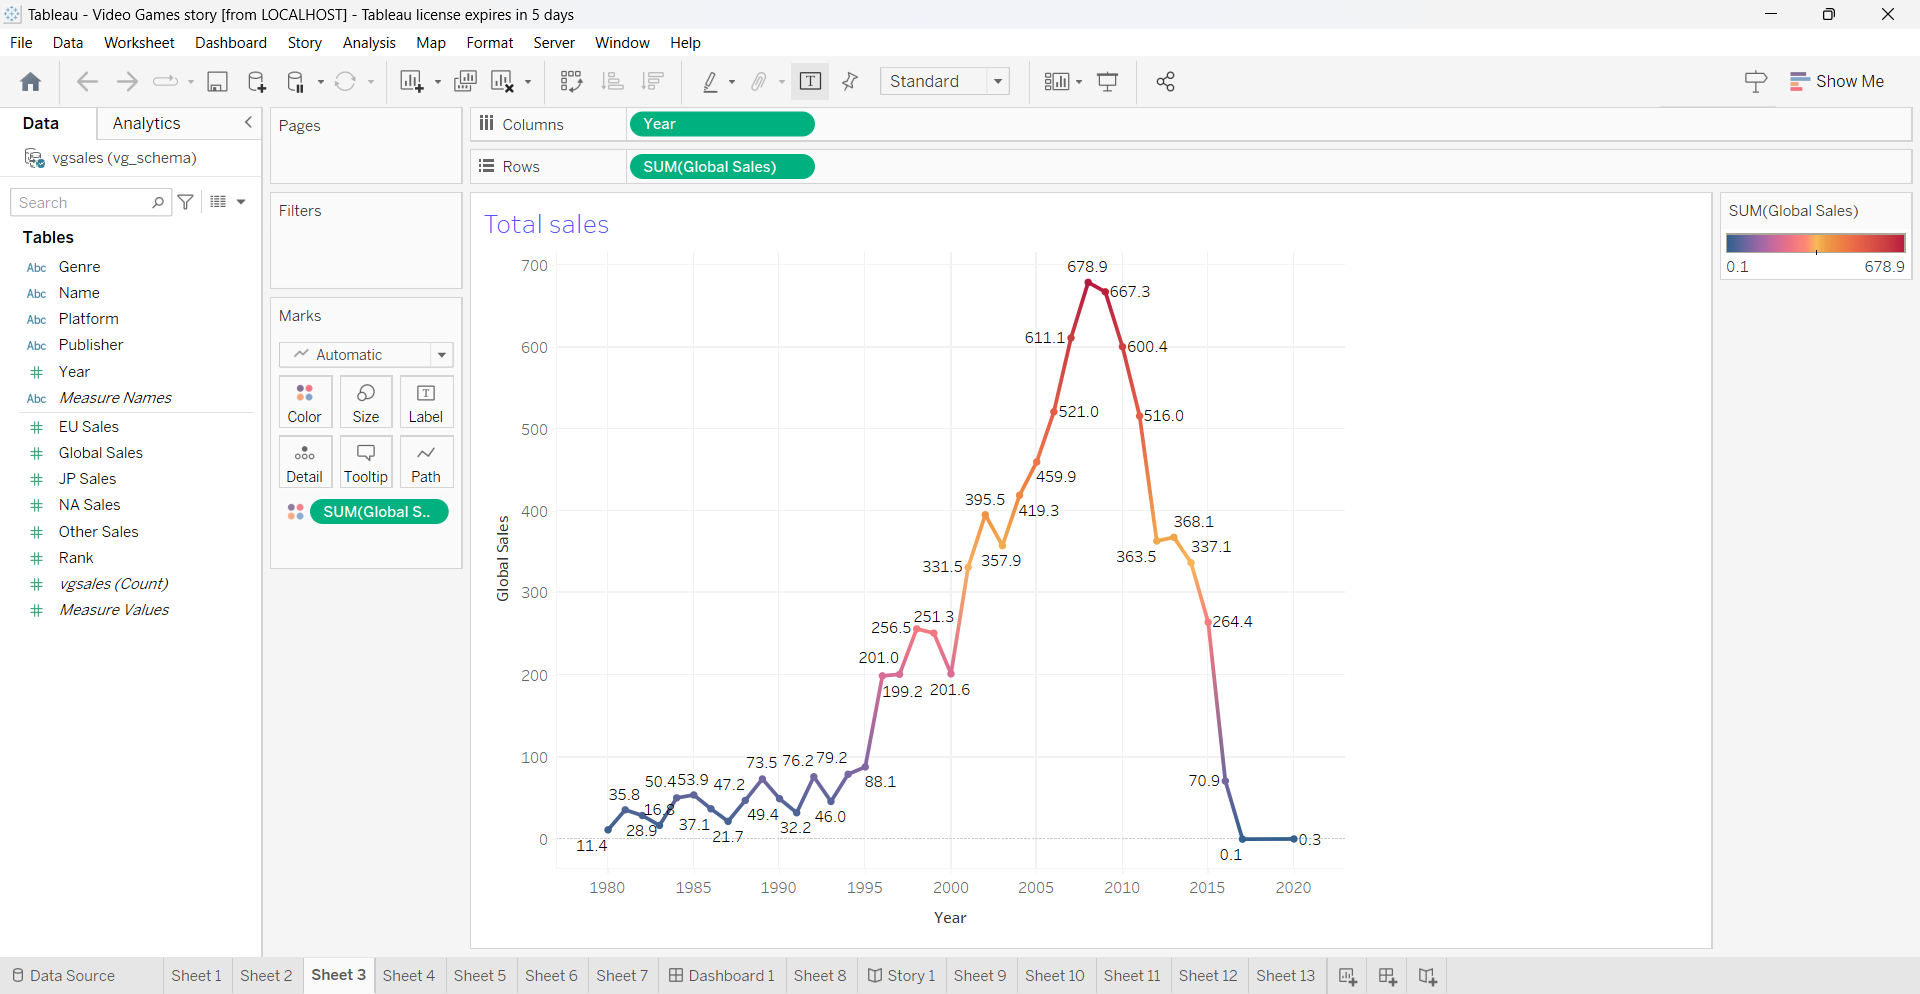 Tableau - Video Games story [from LOCALHOST] - Tableau license expires in 5 days
File Data Worksheet Dashboard Story Analysis Map Format Server Window Help
Standard
Show Me
Data Analytics
vgsales (vg_schema)
Search
Tables
Abc Genre
Abc Name
Abc Platform
Abc Publisher
# Year
Abc Measure Names
# EU Sales
# Global Sales
# JP Sales
# NA Sales
# Other Sales
# Rank
# vgsales (Count)
# Measure Values
Pages
Filters
Marks
Automatic
Color Size Label
Detail Tooltip Path
SUM(Global S..
Columns Year
Rows SUM(Global Sales)
Total sales
Global Sales
700
600
500
400
300
200
100
0
11.4
35.8
28.9
16.8
50.4
53.9
37.1
21.7
47.2
73.5
49.4
32.2
76.2
46.0
79.2
88.1
199.2
201.0
256.5
251.3
201.6
331.5
395.5
357.9
419.3
459.9
521.0
611.1
678.9
667.3
600.4
516.0
363.5
368.1
337.1
264.4
70.9
0.1
0.3
1980 1985 1990 1995 2000 2005 2010 2015 2020
Year
SUM(Global Sales)
0.1 678.9
Data Source Sheet 1 Sheet 2 Sheet 3 Sheet 4 Sheet 5 Sheet 6 Sheet 7 Dashboard 1 Sheet 8 Story 1 Sheet 9 Sheet 10 Sheet 11 Sheet 12 Sheet 13